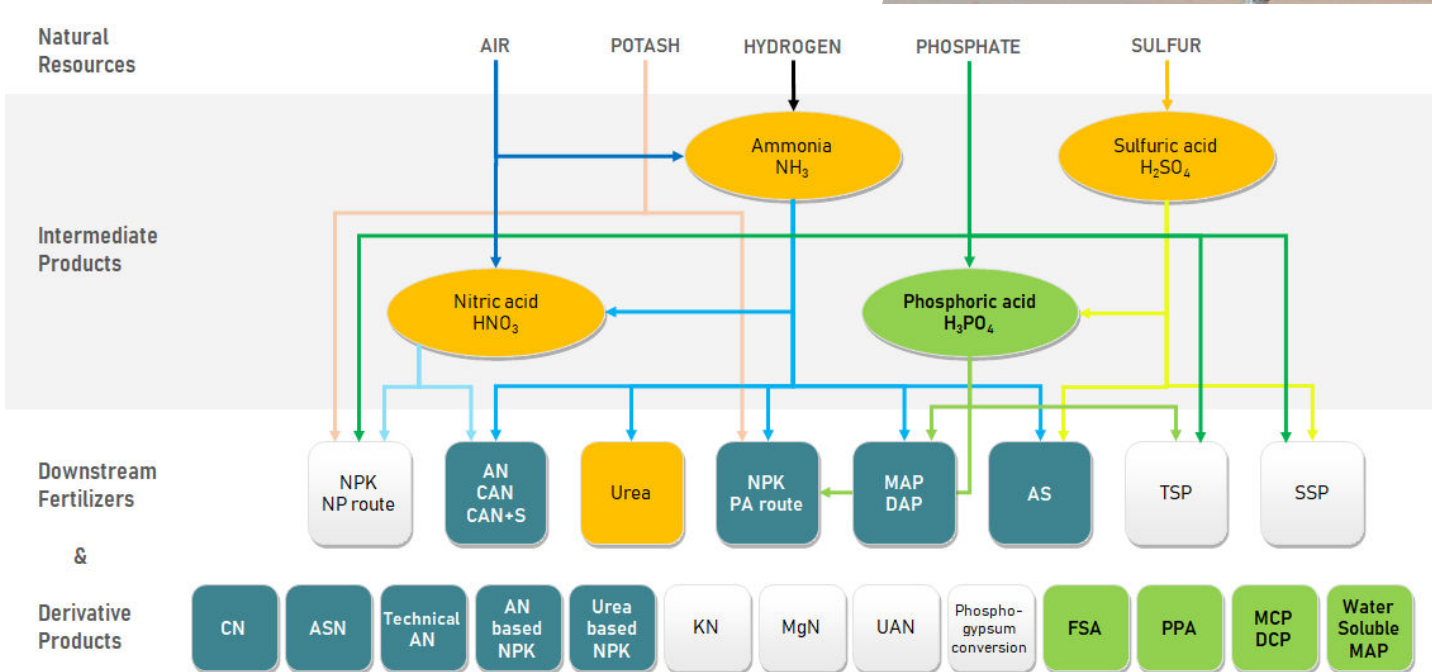 Natural
Resources
AIR
POTASH
HYDROGEN
PHOSPHATE
SULFUR
Ammonia
NH₃
Sulfuric acid
H₂SO₄
Intermediate
Products
Nitric acid
HNO₃
Phosphoric acid
H₃PO₄
Downstream
Fertilizers
NPK
NP route
AN
CAN
CAN+S
Urea
NPK
PA route
MAP
DAP
AS
TSP
SSP
&
Derivative
Products
CN
ASN
Technical
AN
AN
based
NPK
Urea
based
NPK
KN
MgN
UAN
Phospho-
gypsum
conversion
FSA
PPA
MCP
DCP
Water
Soluble
MAP